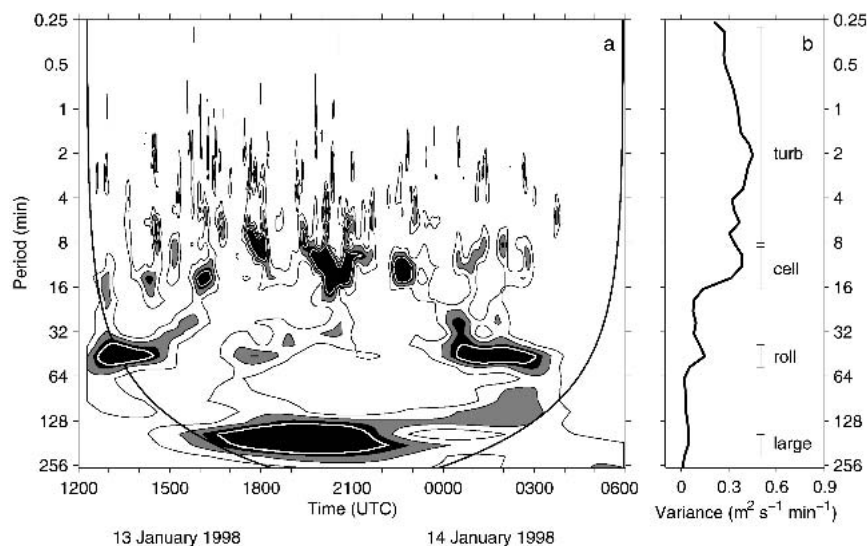 a
b
0.25
0.5
1
2
4
8
16
32
64
128
256
Period (min)
1200 1500 1800 2100 0000 0300 0600
Time (UTC)
13 January 1998
14 January 1998
turb
cell
roll
large
0.25
0.5
1
2
4
8
16
32
64
128
256
0 0.3 0.6 0.9
Variance (m² s⁻¹ min⁻¹)